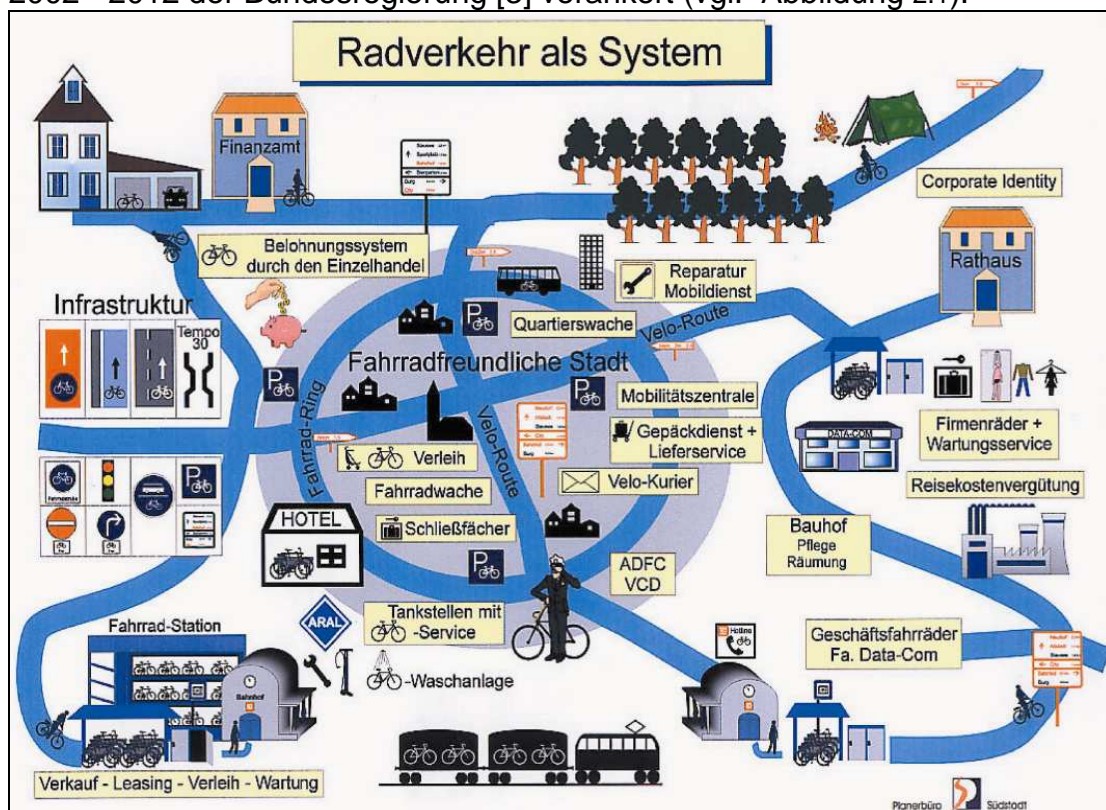 2002 - 2012 der Bundesregierung [5] verankert (vgl. Abbildung 2.1).
Radverkehr als System
Finanzamt
Corporate Identity
Rathaus
Belohnungssystem
durch den Einzelhandel
Reparatur
Mobildienst
Infrastruktur
Tempo
30
P
Quartierswache
Velo-Route
Fahrradfreundliche Stadt
P
P
Mobilitätszentrale
Fahrrad-Ring
Velo-Route
Gepäckdienst +
Lieferservice
DATA-COM
Firmenräder +
Wartungsservice
Verleih
Fahrradwache
Velo-Kurier
Reisekostenvergütung
P
HOTEL
Schließfächer
Bauhof
Pflege
Räumung
P
ADFC
VCD
ARAL
Tankstellen mit
-Service
Fahrrad-Station
Hotline
Geschäftsfahrräder
Fa. Data-Com
Bahnhof
-Waschanlage
Verkauf - Leasing - Verleih - Wartung
Planerbüro Südstadt